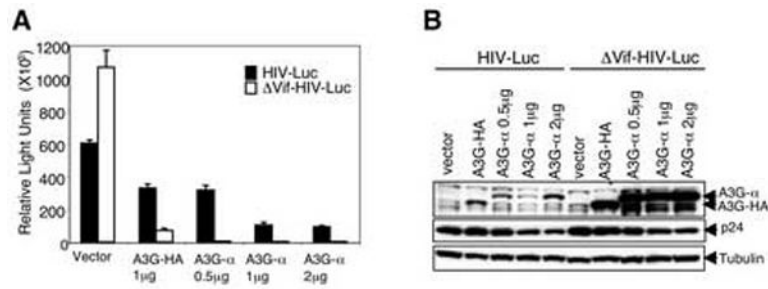 A
Relative Light Units (X10⁰)
1200
1000
800
600
400
200
0
HIV-Luc
ΔVif-HIV-Luc
Vector
A3G-HA
1µg
A3G-α
0.5µg
A3G-α
1µg
A3G-α
2µg
B
HIV-Luc
ΔVif-HIV-Luc
vector
A3G-HA
A3G-α 0.5µg
A3G-α 1µg
A3G-α 2µg
vector
A3G-HA
A3G-α 0.5µg
A3G-α 1µg
A3G-α 2µg
A3G-α
A3G-HA
p24
Tubulin